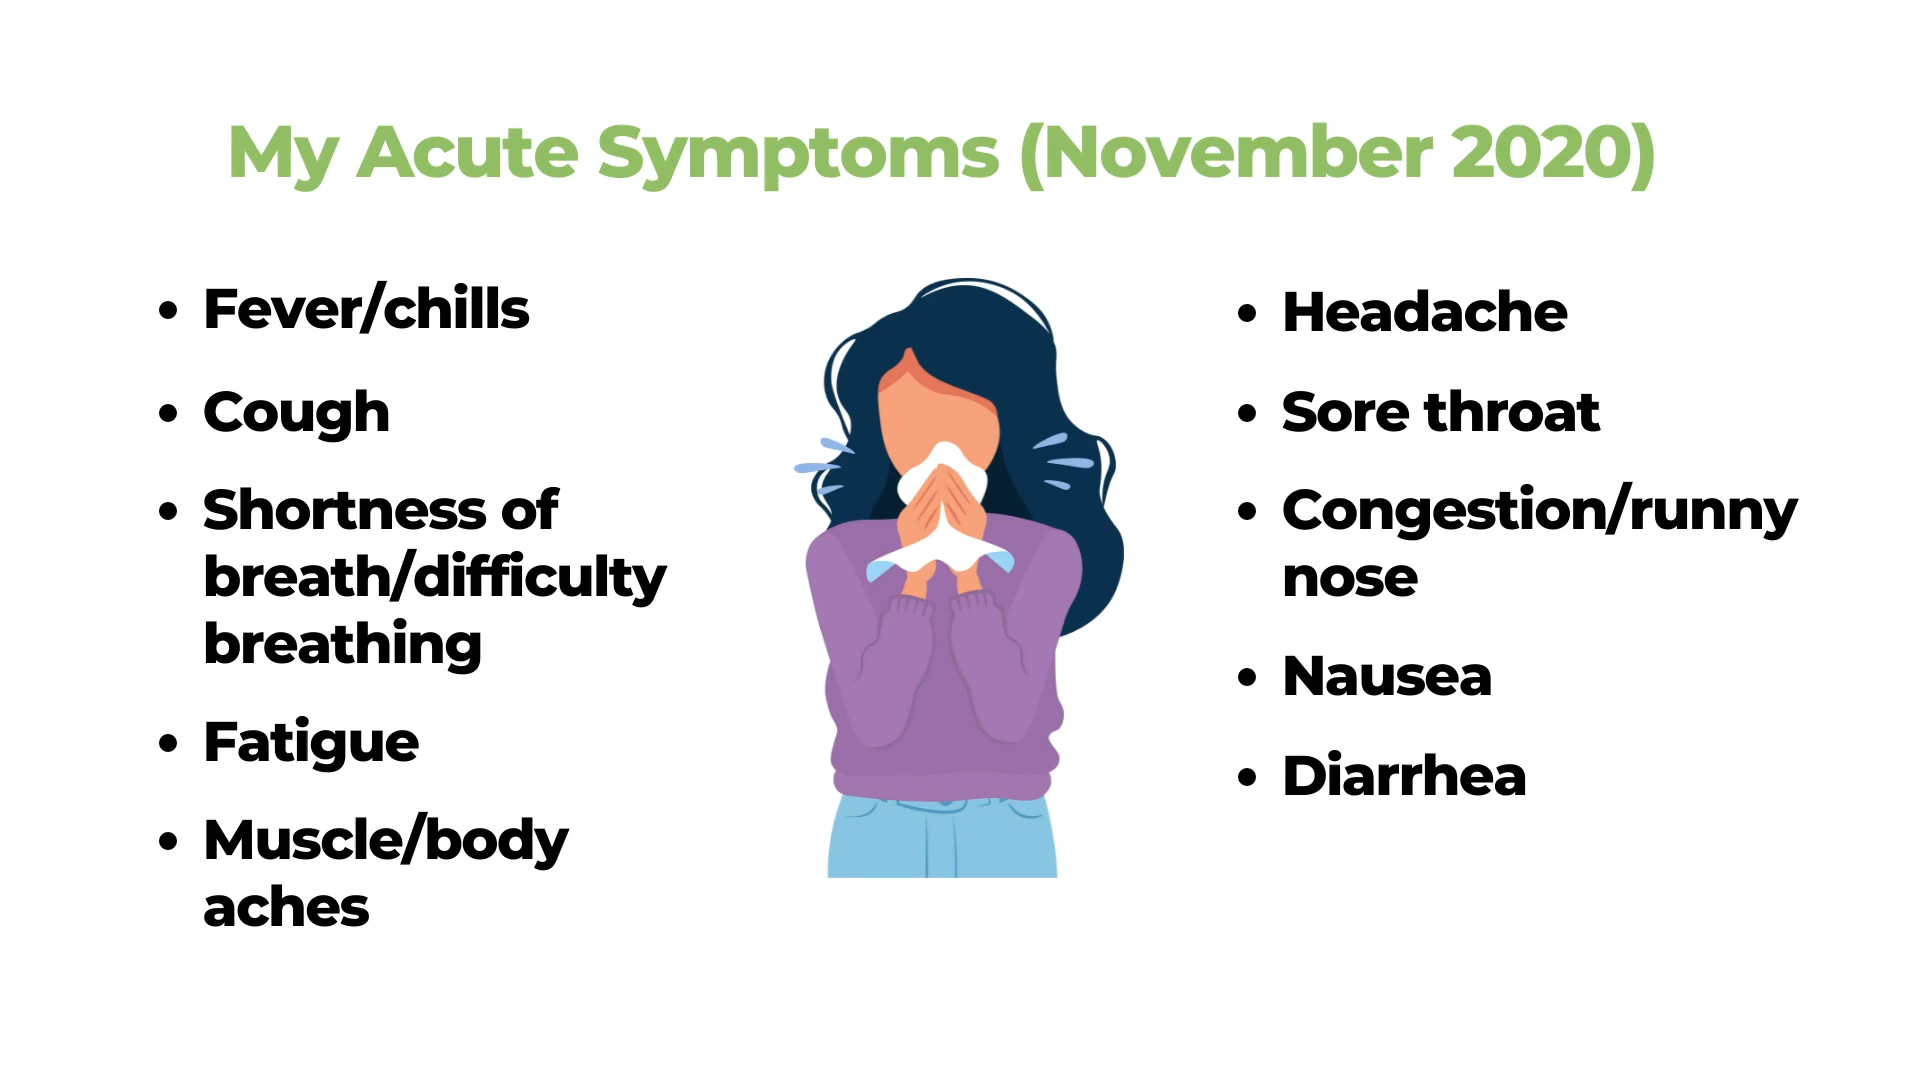 My Acute Symptoms (November 2020)
• Fever/chills
• Cough
• Shortness of
breath/difficulty
breathing
• Fatigue
• Muscle/body
aches
• Headache
• Sore throat
• Congestion/runny
nose
• Nausea
• Diarrhea